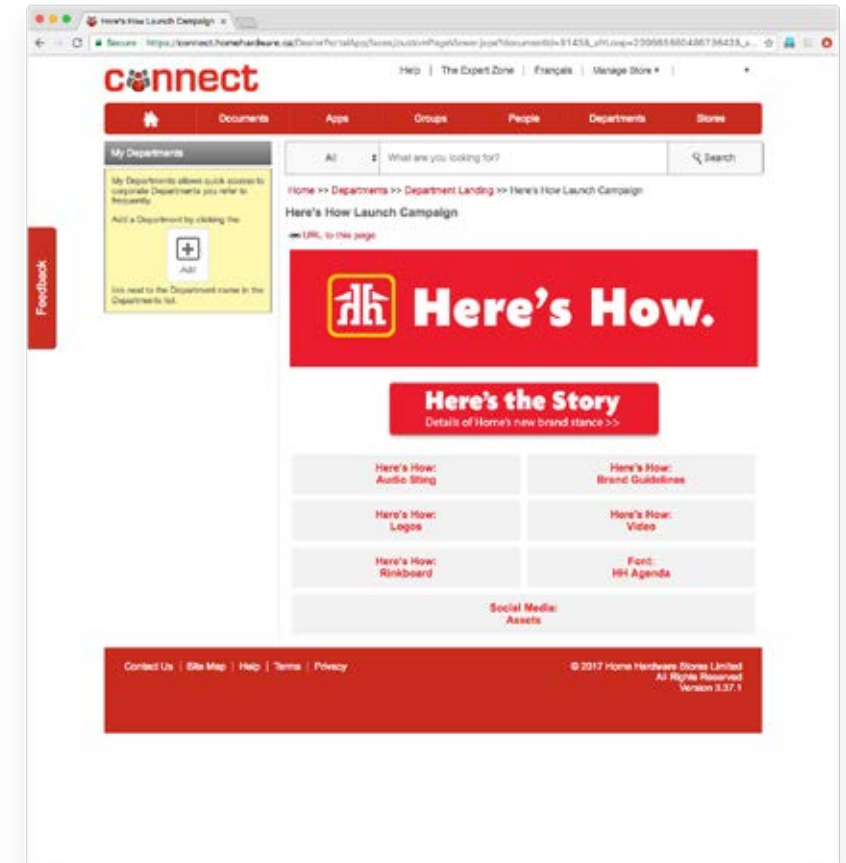 Here's How Launch Campaign
Secure
connect
Help | The Expert Zone | Français | Manage Store
Documents Apps Groups People Departments Stores
My Departments
All What are you looking for? Search
My Departments allows quick access to
corporate Departments you refer to
frequently.
Add a Department by clicking the
Add
link next to the Department name in the
Departments list.
Home >> Departments >> Department Landing >> Here's How Launch Campaign
Here's How Launch Campaign
URL to this page
Feedback
Here's How.
Here's the Story
Details of Home's new brand stance >>
Here's How:
Audio Sting
Here's How:
Brand Guidelines
Here's How:
Logos
Here's How:
Video
Here's How:
Rinkboard
Font:
HH Agenda
Social Media:
Assets
Contact Us | Site Map | Help | Terms | Privacy
© 2017 Home Hardware Stores Limited
All Rights Reserved
Version 3.37.1